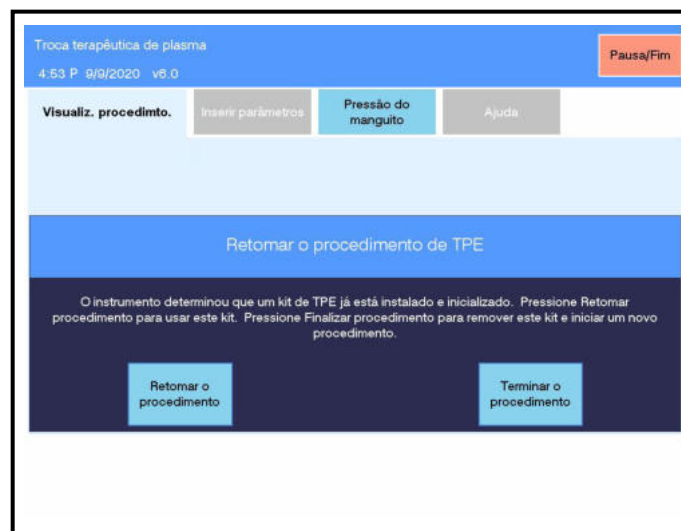 Troca terapêutica de plasma
Pausa/Fim
4:53 P 9/9/2020 v6.0
Visualiz. procedimto.
Inserir parâmetros
Pressão do
manguito
Ajuda
Retomar o procedimento de TPE
O instrumento determinou que um kit de TPE já está instalado e inicializado. Pressione Retomar
procedimento para usar este kit. Pressione Finalizar procedimento para remover este kit e iniciar um novo
procedimento.
Retomar o
procedimento
Terminar o
procedimento